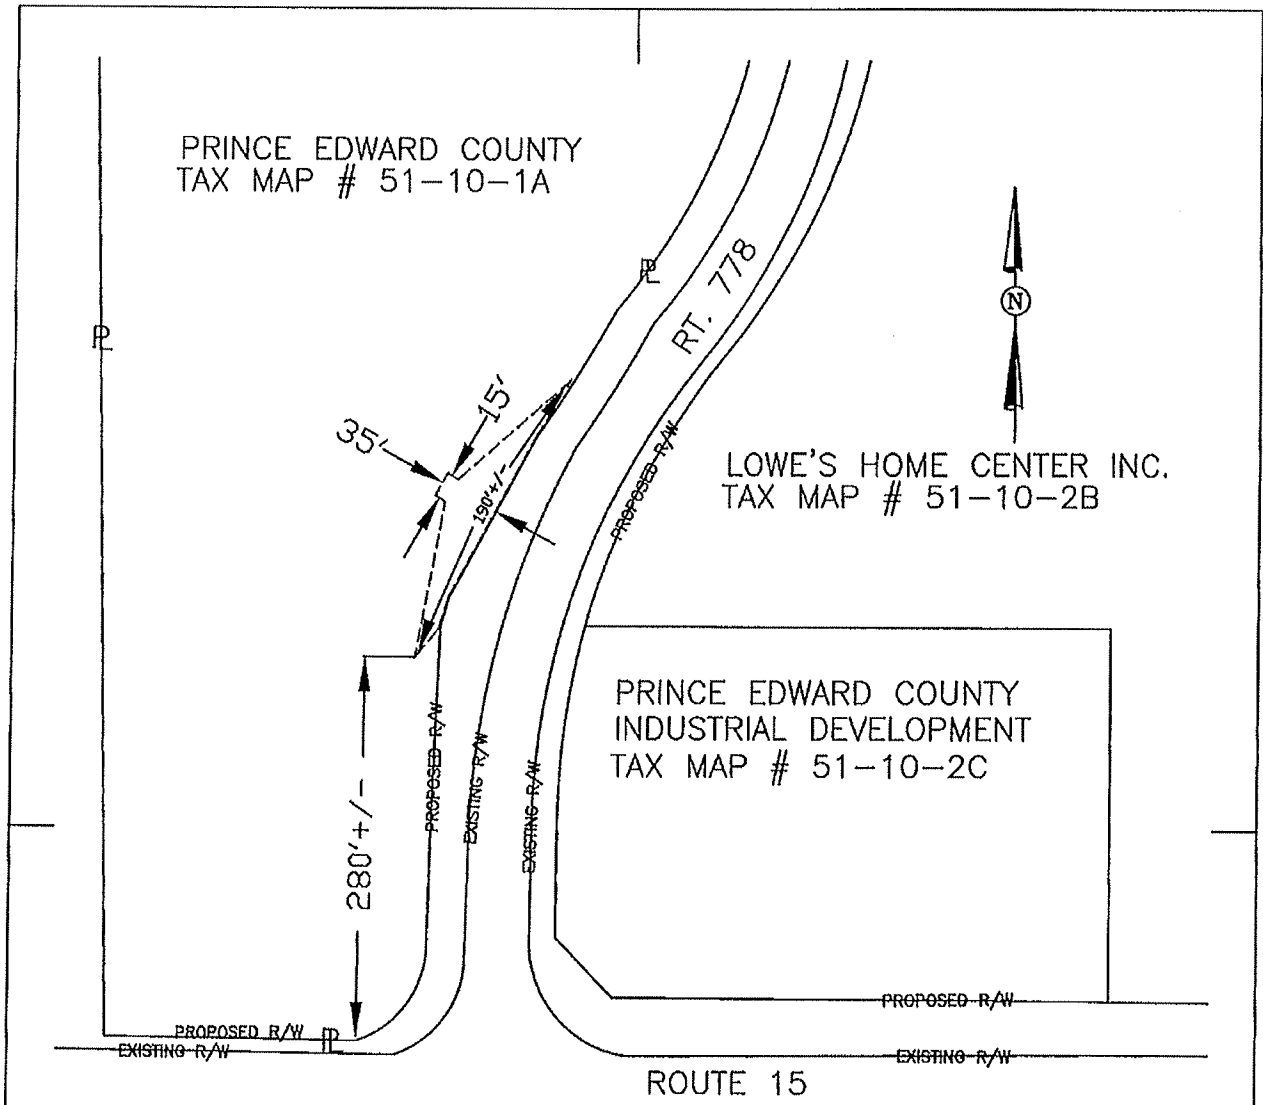 PRINCE EDWARD COUNTY
TAX MAP # 51-10-1A
PL
RT. 778
N
PL
15'
35'
190'+/-
PROPOSED R/W
LOWE'S HOME CENTER INC.
TAX MAP # 51-10-2B
PRINCE EDWARD COUNTY
INDUSTRIAL DEVELOPMENT
TAX MAP # 51-10-2C
PROPOSED R/W
EXISTING R/W
EXISTING R/W
280'+/-
PROPOSED R/W
PROPOSED R/W
PL
EXISTING R/W
EXISTING R/W
ROUTE 15